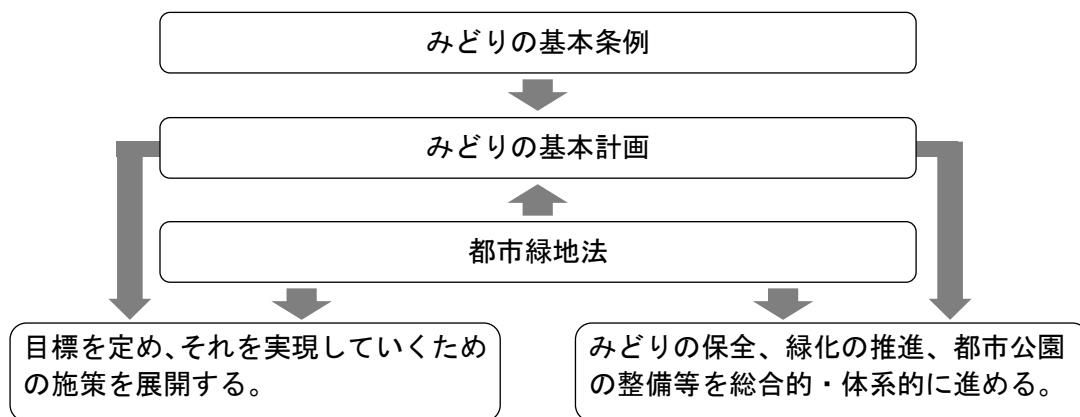 みどりの基本条例
みどりの基本計画
都市緑地法
目標を定め、それを実現していくため
の施策を展開する。
みどりの保全、緑化の推進、都市公園
の整備等を総合的・体系的に進める。